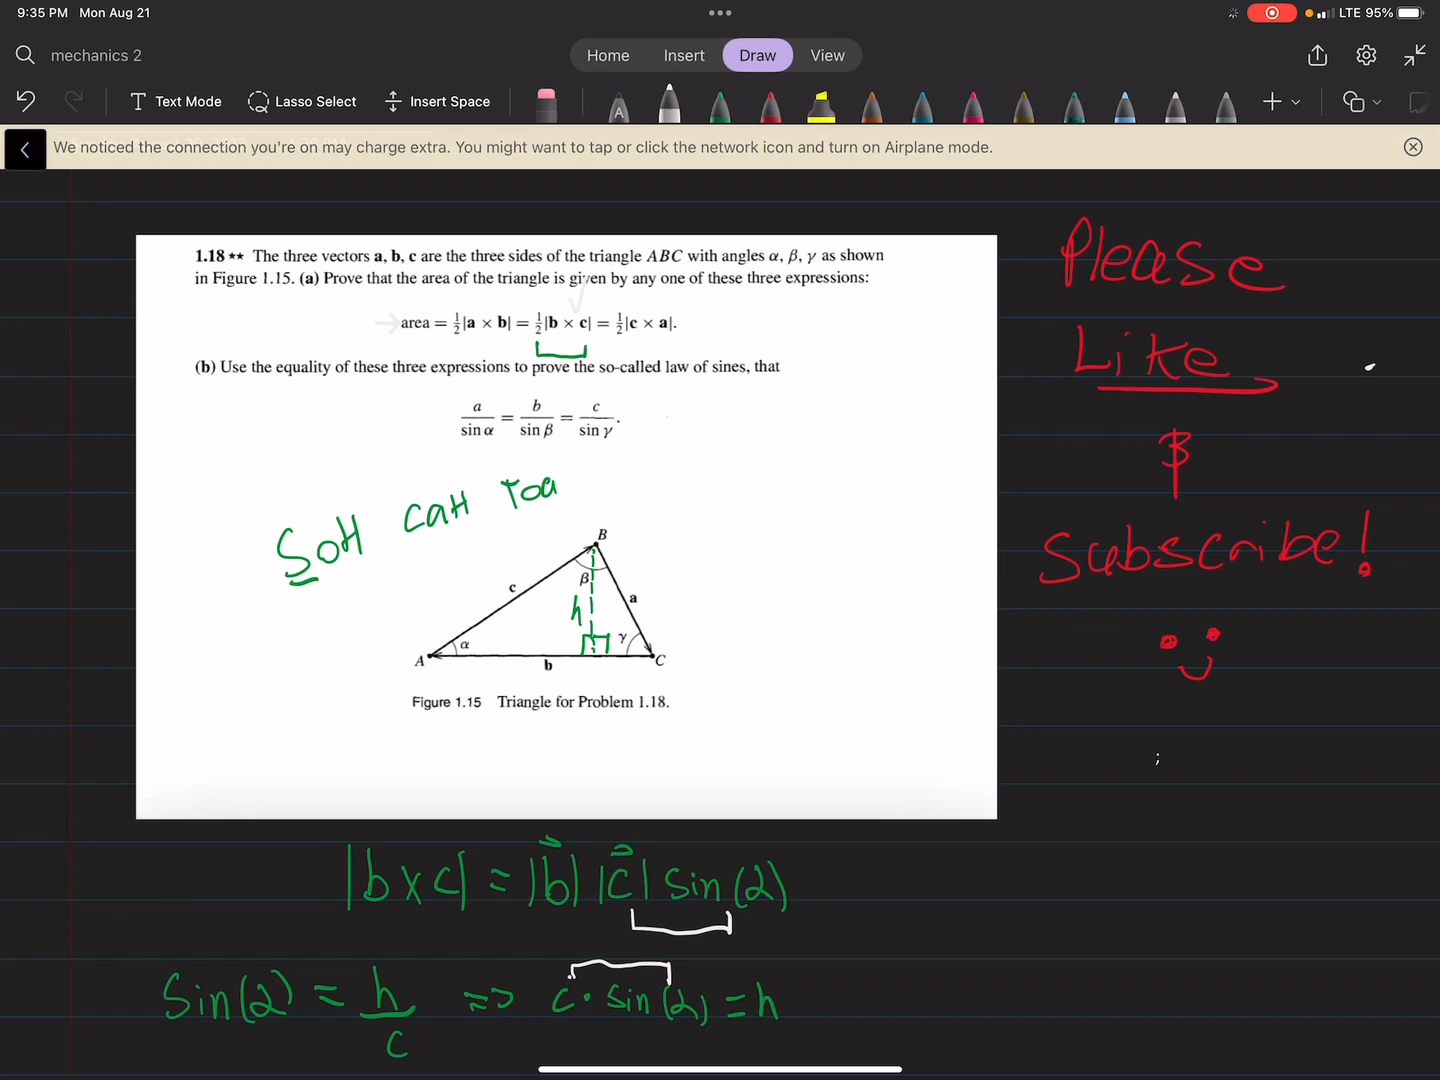 9:35 PM Mon Aug 21
LTE 95%
mechanics 2
Home Insert Draw View
Text Mode Lasso Select Insert Space
We noticed the connection you're on may charge extra. You might want to tap or click the network icon and turn on Airplane mode.
1.18 ★★ The three vectors a, b, c are the three sides of the triangle ABC with angles α, β, γ as shown
in Figure 1.15. (a) Prove that the area of the triangle is given by any one of these three expressions:
area = ½|a × b| = ½|b × c| = ½|c × a|.
(b) Use the equality of these three expressions to prove the so-called law of sines, that
a/sin α = b/sin β = c/sin γ.
SOH CAH TOA
B
β
c
a
h
α
γ
A
b
C
Figure 1.15 Triangle for Problem 1.18.
Please
Like
$
Subscribe!
;
|b x c| = |b⃗| |c⃗| sin(α)
Sin(α) = h/c => c · sin(α) = h